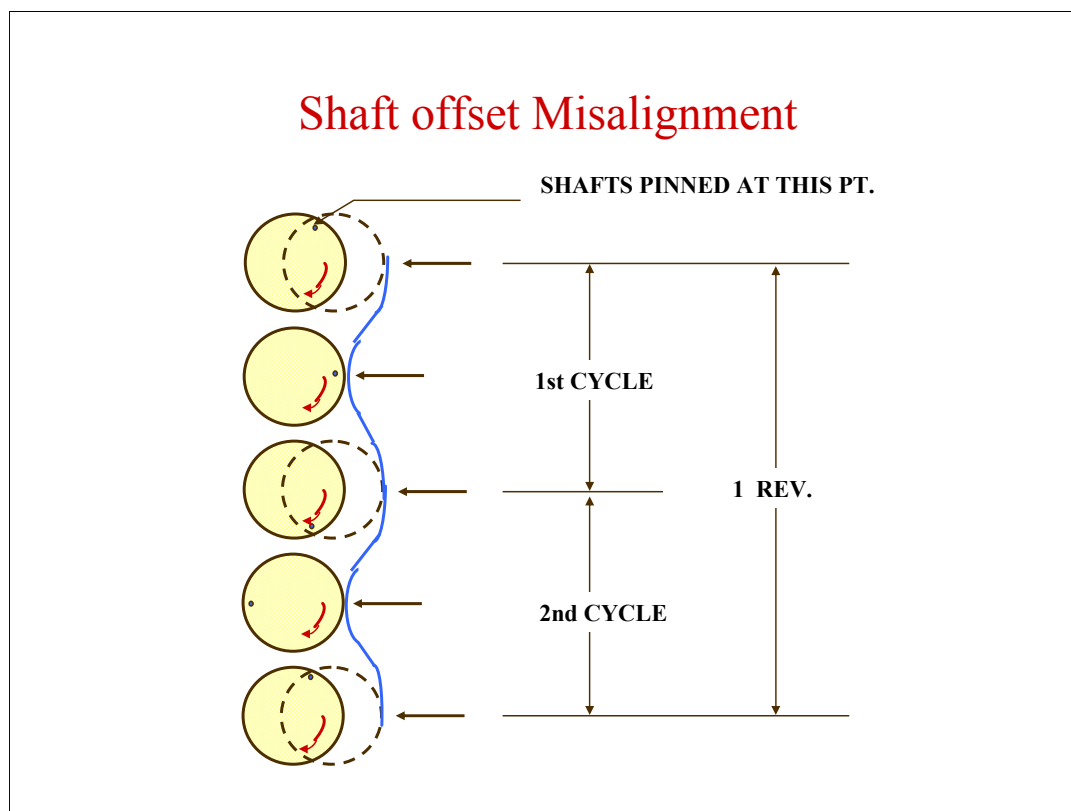 Shaft offset Misalignment
SHAFTS PINNED AT THIS PT.
1st CYCLE
1 REV.
2nd CYCLE